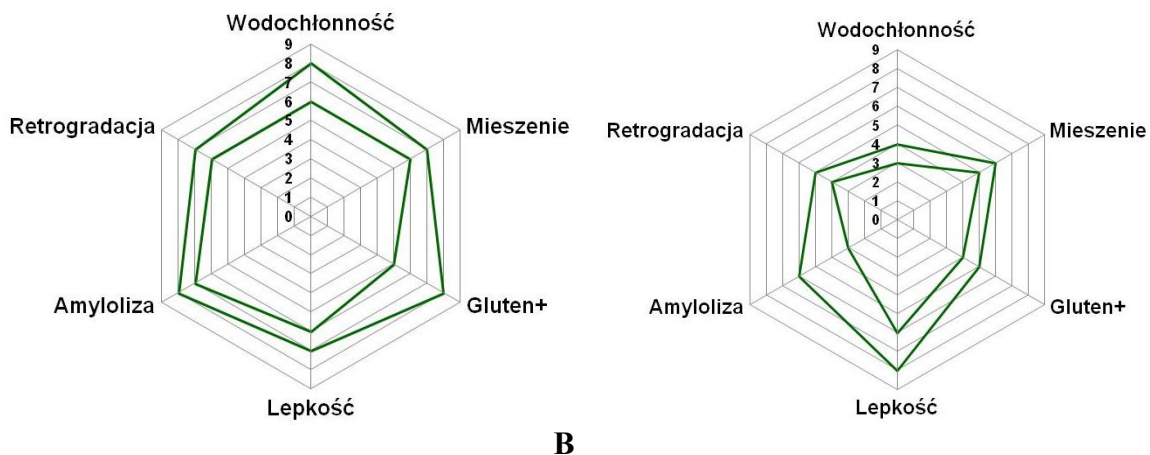 Wodochłonność
9
8
7
6
5
4
3
2
1
0
Retrogradacja
Mieszenie
Amyloliza
Gluten+
Lepkość
Wodochłonność
9
8
7
6
5
4
3
2
1
0
Retrogradacja
Mieszenie
Amyloliza
Gluten+
Lepkość
B